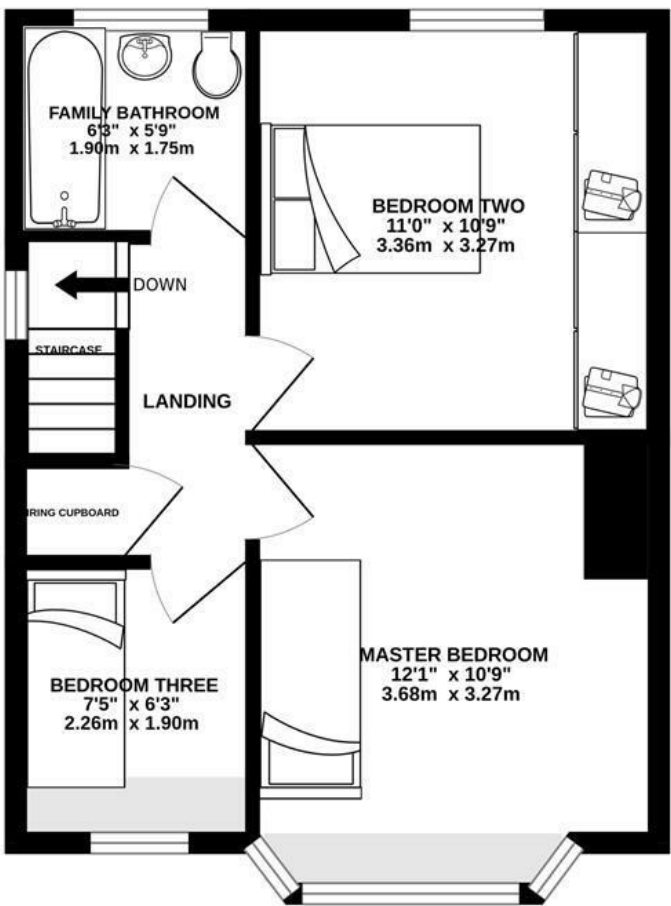 FAMILY BATHROOM
6'3" x 5'9"
1.90m x 1.75m
BEDROOM TWO
11'0" x 10'9"
3.36m x 3.27m
DOWN
STAIRCASE
LANDING
IRING CUPBOARD
MASTER BEDROOM
12'1" x 10'9"
3.68m x 3.27m
BEDROOM THREE
7'5" x 6'3"
2.26m x 1.90m